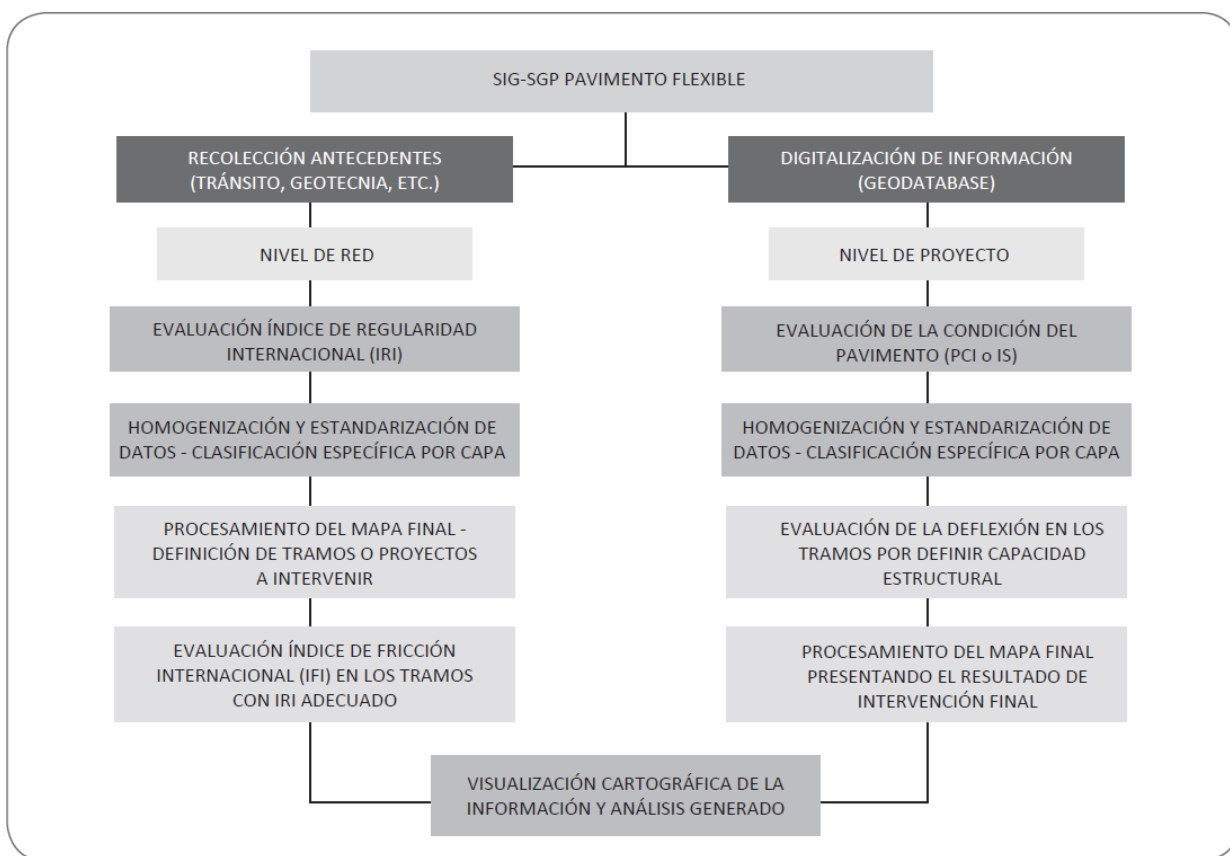 SIG-SGP PAVIMENTO FLEXIBLE
RECOLECCIÓN ANTECEDENTES
(TRÁNSITO, GEOTECNIA, ETC.)
DIGITALIZACIÓN DE INFORMACIÓN
(GEODATABASE)
NIVEL DE RED
NIVEL DE PROYECTO
EVALUACIÓN ÍNDICE DE REGULARIDAD
INTERNACIONAL (IRI)
EVALUACIÓN DE LA CONDICIÓN DEL
PAVIMENTO (PCI o IS)
HOMOGENIZACIÓN Y ESTANDARIZACIÓN DE
DATOS - CLASIFICACIÓN ESPECÍFICA POR CAPA
HOMOGENIZACIÓN Y ESTANDARIZACIÓN DE
DATOS - CLASIFICACIÓN ESPECÍFICA POR CAPA
PROCESAMIENTO DEL MAPA FINAL -
DEFINICIÓN DE TRAMOS O PROYECTOS
A INTERVENIR
EVALUACIÓN DE LA DEFLEXIÓN EN LOS
TRAMOS POR DEFINIR CAPACIDAD
ESTRUCTURAL
EVALUACIÓN ÍNDICE DE FRICCIÓN
INTERNACIONAL (IFI) EN LOS TRAMOS
CON IRI ADECUADO
PROCESAMIENTO DEL MAPA FINAL
PRESENTANDO EL RESULTADO DE
INTERVENCIÓN FINAL
VISUALIZACIÓN CARTOGRÁFICA DE LA
INFORMACIÓN Y ANÁLISIS GENERADO